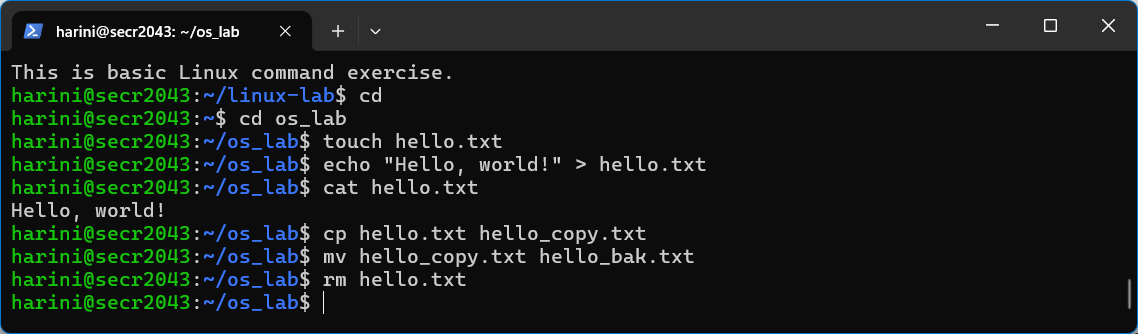 harini@secr2043: ~/os_lab
This is basic Linux command exercise.
harini@secr2043:~/linux-lab$ cd
harini@secr2043:~$ cd os_lab
harini@secr2043:~/os_lab$ touch hello.txt
harini@secr2043:~/os_lab$ echo "Hello, world!" > hello.txt
harini@secr2043:~/os_lab$ cat hello.txt
Hello, world!
harini@secr2043:~/os_lab$ cp hello.txt hello_copy.txt
harini@secr2043:~/os_lab$ mv hello_copy.txt hello_bak.txt
harini@secr2043:~/os_lab$ rm hello.txt
harini@secr2043:~/os_lab$